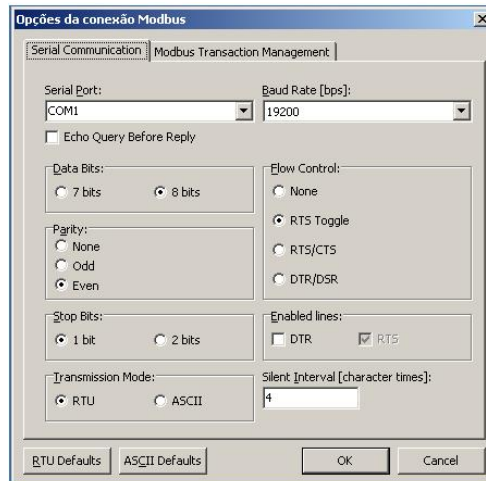 Opções da conexão Modbus
Serial Communication
Modbus Transaction Management
Serial Port:
COM1
Echo Query Before Reply
Baud Rate [bps]:
19200
Data Bits:
7 bits
8 bits
Parity:
None
Odd
Even
Stop Bits:
1 bit
2 bits
Transmission Mode:
RTU
ASCII
Flow Control:
None
RTS Toggle
RTS/CTS
DTR/DSR
Enabled lines:
DTR
RTS
Silent Interval [character times]:
4
RTU Defaults
ASCII Defaults
OK
Cancel